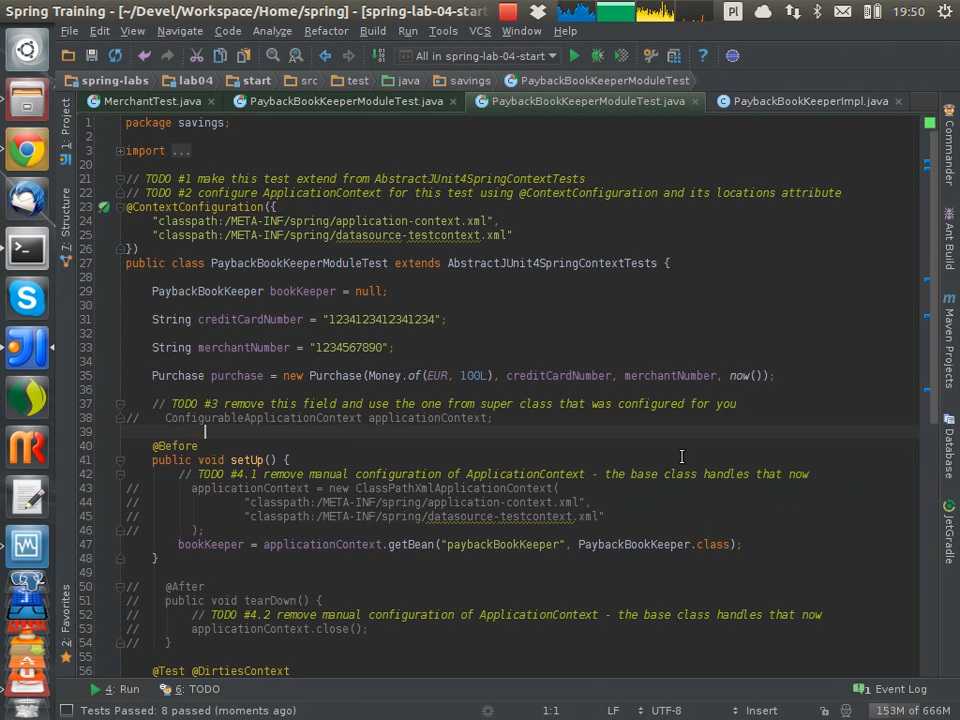 Spring Training - [~/Devel/Workspace/Home/spring] - [spring-lab-04-start
Pl
19:50
File Edit View Navigate Code Analyze Refactor Build Run Tools VCS Window Help
All in spring-lab-04-start
spring-labs lab04 start src test java savings PaybackBookKeeperModuleTest
MerchantTest.java PaybackBookKeeperModuleTest.java PaybackBookKeeperModuleTest.java PaybackBookKeeperImpl.java
1: Project
7: Structure
2: Favorites
1 package savings;
2
3 import ...
20
21 // TODO #1 make this test extend from AbstractJUnit4SpringContextTests
22 // TODO #2 configure ApplicationContext for this test using @ContextConfiguration and its locations attribute
23 @ContextConfiguration({
24 "classpath:/META-INF/spring/application-context.xml",
25 "classpath:/META-INF/spring/datasource-testcontext.xml"
26 })
27 public class PaybackBookKeeperModuleTest extends AbstractJUnit4SpringContextTests {
28
29 PaybackBookKeeper bookKeeper = null;
30
31 String creditCardNumber = "1234123412341234";
32
33 String merchantNumber = "1234567890";
34
35 Purchase purchase = new Purchase(Money.of(EUR, 100L), creditCardNumber, merchantNumber, now());
36
37 // TODO #3 remove this field and use the one from super class that was configured for you
38 // ConfigurableApplicationContext applicationContext;
39
40 @Before
41 public void setUp() {
42 // TODO #4.1 remove manual configuration of ApplicationContext - the base class handles that now
43 // applicationContext = new ClassPathXmlApplicationContext(
44 // "classpath:/META-INF/spring/application-context.xml",
45 // "classpath:/META-INF/spring/datasource-testcontext.xml"
46 // );
47 bookKeeper = applicationContext.getBean("paybackBookKeeper", PaybackBookKeeper.class);
48 }
49
50 // @After
51 // public void tearDown() {
52 // // TODO #4.2 remove manual configuration of ApplicationContext - the base class handles that now
53 // applicationContext.close();
54 // }
55
56 @Test @DirtiesContext
Commander
Ant Build
m Maven Projects
Database
JetGradle
4: Run 6: TODO
1 Event Log
Tests Passed: 8 passed (moments ago)
1:1 LF UTF-8 Insert 153M of 666M